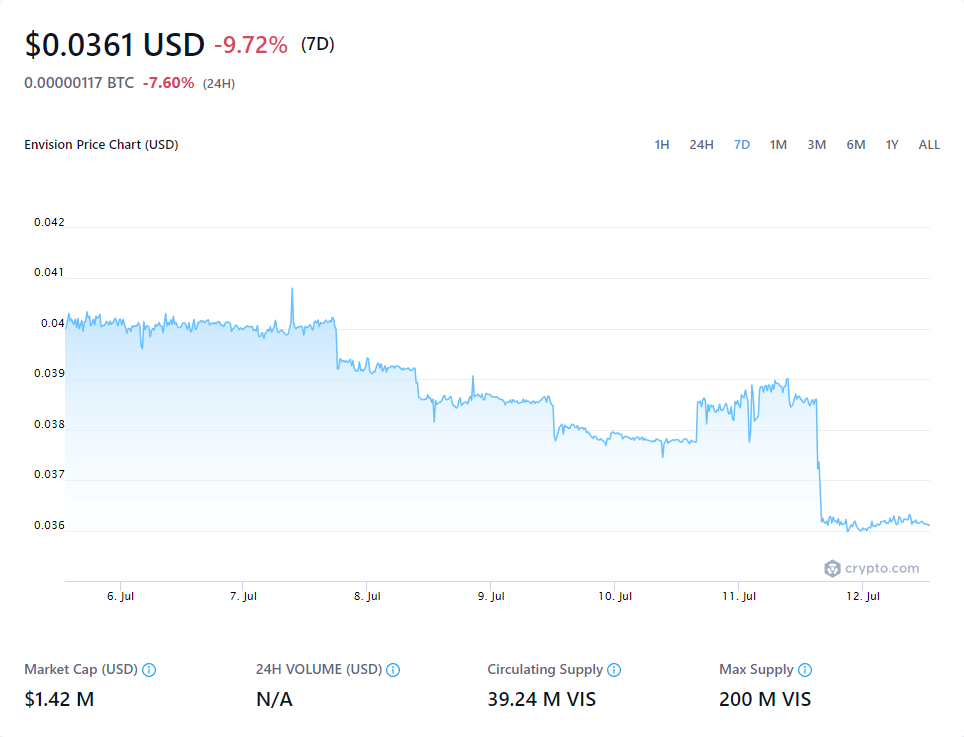 $0.0361 USD -9.72% (7D)
0.00000117 BTC -7.60% (24H)
Envision Price Chart (USD) 1H 24H 7D 1M 3M 6M 1Y ALL
0.042
0.041
0.04
0.039
0.038
0.037
0.036
crypto.com
6. Jul 7. Jul 8. Jul 9. Jul 10. Jul 11. Jul 12. Jul
Market Cap (USD) 24H VOLUME (USD) Circulating Supply Max Supply
$1.42 M N/A 39.24 M VIS 200 M VIS